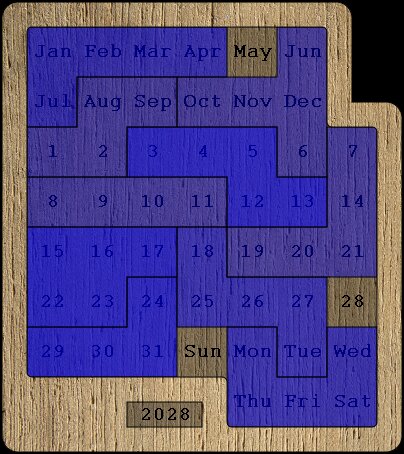 Jan Feb Mar Apr May Jun
Jul Aug Sep Oct Nov Dec
1 2 3 4 5 6 7
8 9 10 11 12 13 14
15 16 17 18 19 20 21
22 23 24 25 26 27 28
29 30 31 Sun Mon Tue Wed
Thu Fri Sat
2028